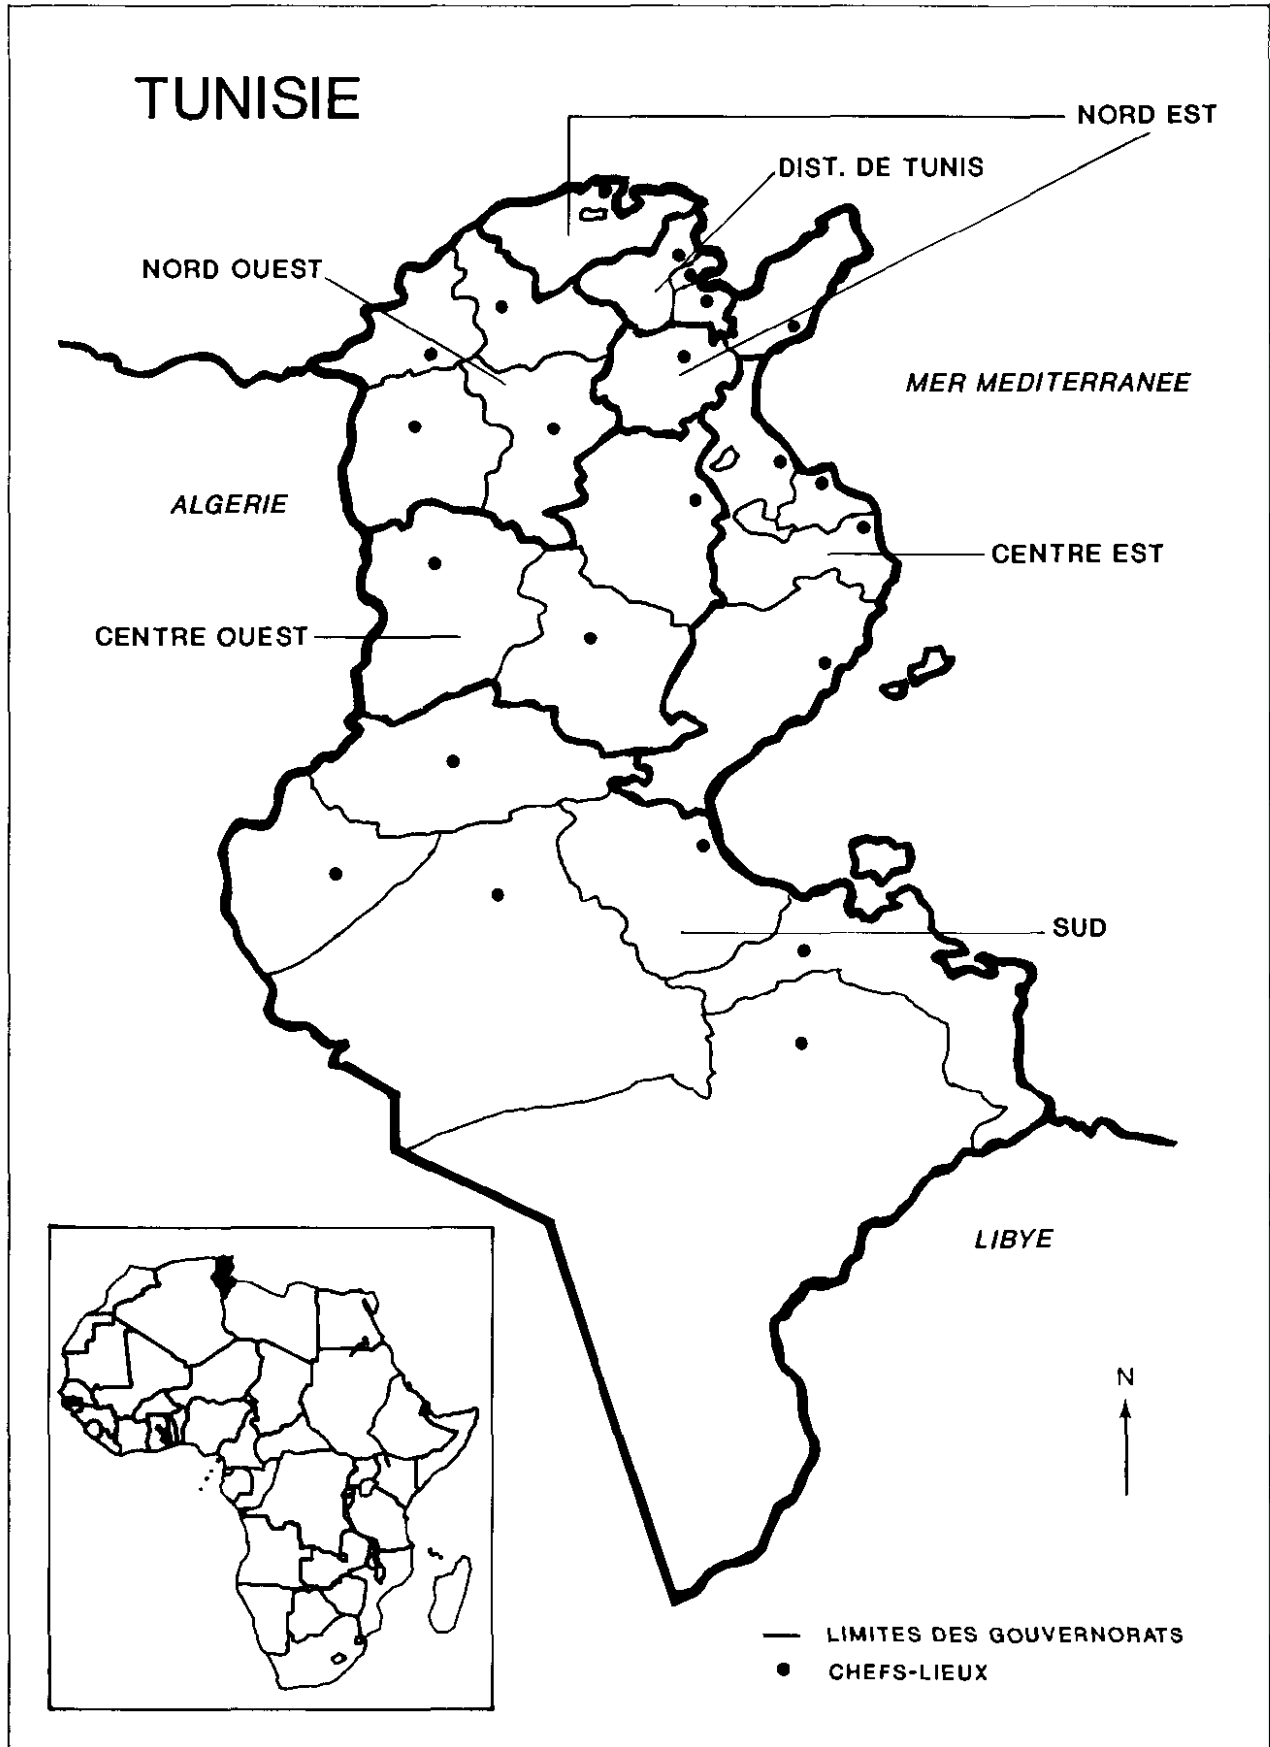 TUNISIE
NORD EST
DIST. DE TUNIS
NORD OUEST
MER MEDITERRANEE
ALGERIE
CENTRE EST
CENTRE OUEST
SUD
LIBYE
N
LIMITES DES GOUVERNORATS
CHEFS-LIEUX